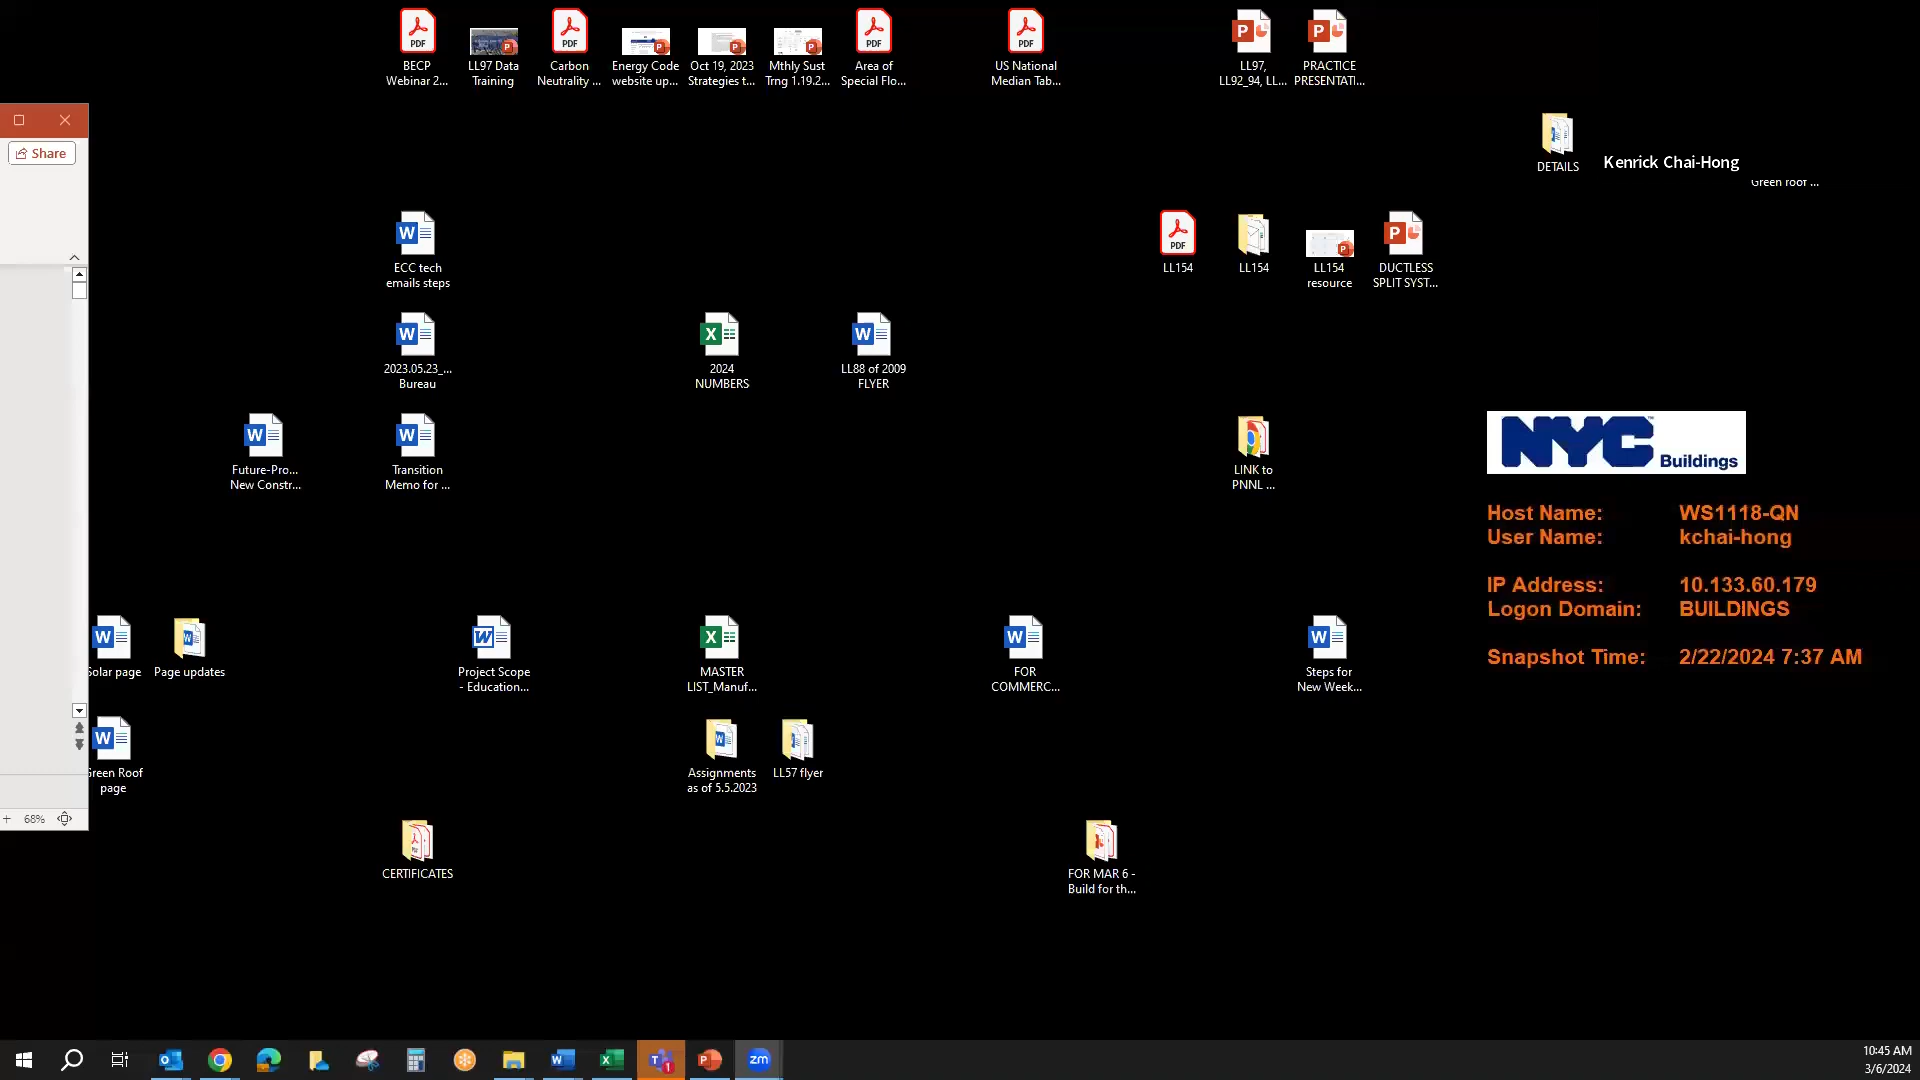 BECP
Webinar 2...
LL97 Data
Training
Carbon
Neutrality ...
Energy Code
website up...
Oct 19, 2023
Strategies t...
Mthly Sust
Trng 1.19.2...
Area of
Special Flo...
US National
Median Tab...
LL97,
LL92_94, LL...
PRACTICE
PRESENTATI...
Share
DETAILS
Kenrick Chai-Hong
Green roof ...
ECC tech
emails steps
LL154
LL154
LL154
resource
DUCTLESS
SPLIT SYST...
2023.05.23_...
Bureau
2024
NUMBERS
LL88 of 2009
FLYER
Future-Pro...
New Constr...
Transition
Memo for ...
LINK to
PNNL ...
NYC Buildings
Host Name: WS1118-QN
User Name: kchai-hong
IP Address: 10.133.60.179
Logon Domain: BUILDINGS
Snapshot Time: 2/22/2024 7:37 AM
Solar page
Page updates
Project Scope
- Education...
MASTER
LIST_Manuf...
FOR
COMMERC...
Steps for
New Week...
Green Roof
page
Assignments
as of 5.5.2023
LL57 flyer
68%
CERTIFICATES
FOR MAR 6 -
Build for th...
10:45 AM
3/6/2024